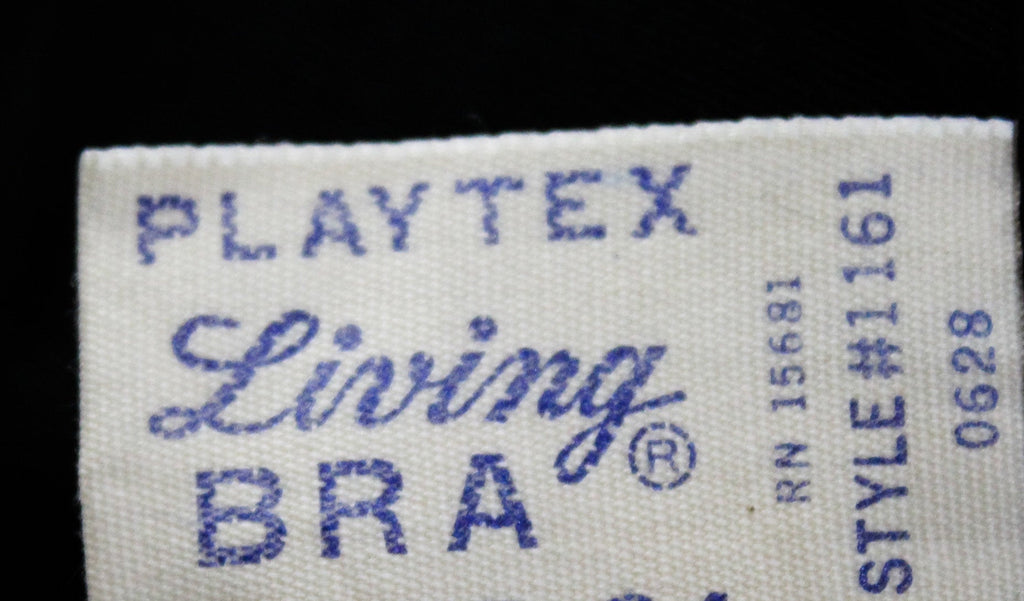 PLAYTEX
Living
BRA ®
RN 15681
STYLE #1161
0628